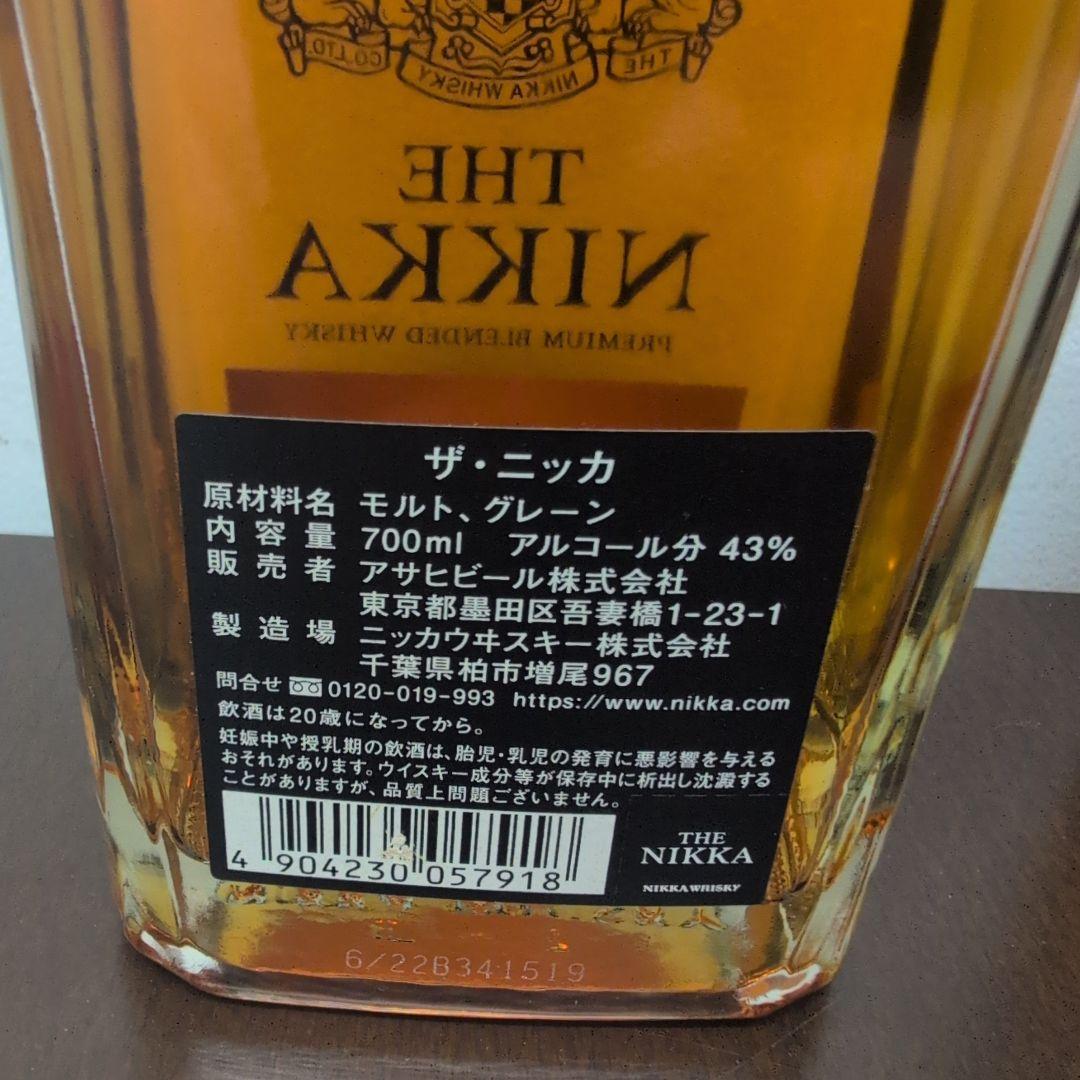 THE NIKKA WHISKY CO.,LTD.
THE
NIKKA
PREMIUM BLENDED WHISKY
ザ・ニッカ
原材料名 モルト、グレーン
内容量 700ml アルコール分 43%
販売者 アサヒビール株式会社
東京都墨田区吾妻橋1-23-1
製造場 ニッカウヰスキー株式会社
千葉県柏市増尾967
問合せ 0120-019-993 https://www.nikka.com
飲酒は20歳になってから。
妊娠中や授乳期の飲酒は、胎児・乳児の発育に悪影響を与える
おそれがあります。ウイスキー成分等が保存中に析出し沈澱する
ことがありますが、品質上問題ございません。
4 904230 057918
THE
NIKKA
NIKKA WHISKY
6/22B341519